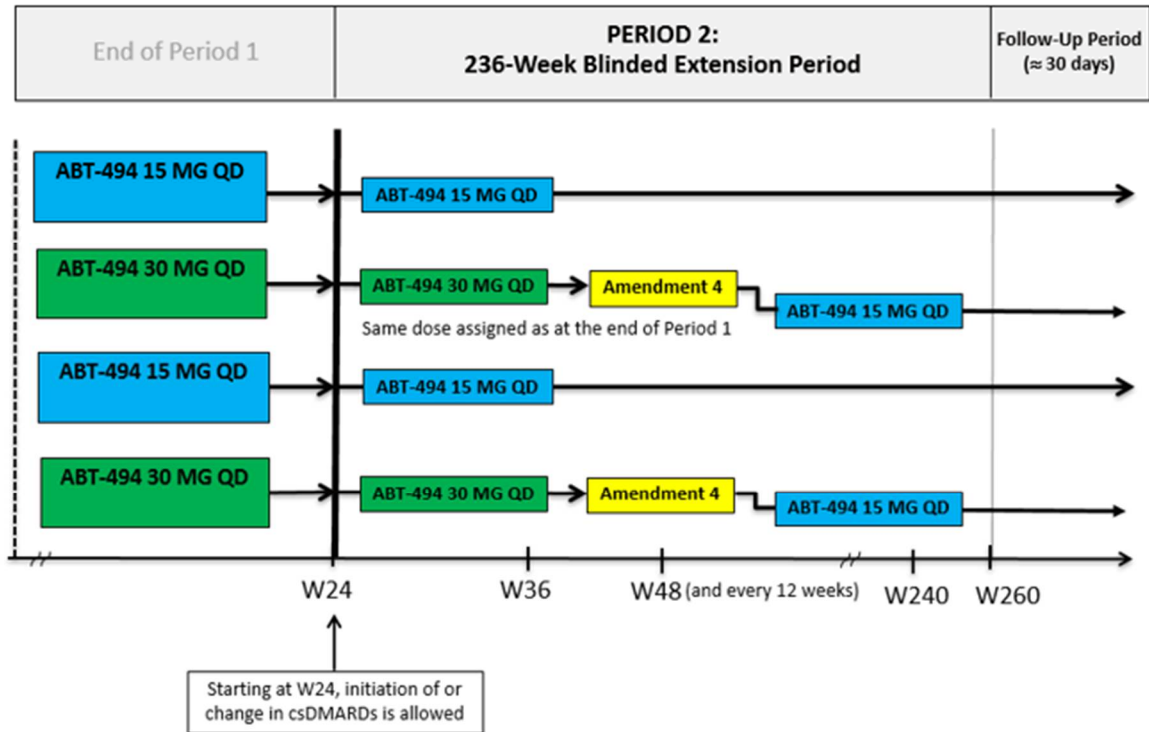 End of Period 1
PERIOD 2:
236-Week Blinded Extension Period
Follow-Up Period
(≈ 30 days)
ABT-494 15 MG QD
ABT-494 15 MG QD
ABT-494 30 MG QD
ABT-494 30 MG QD
Amendment 4
ABT-494 15 MG QD
Same dose assigned as at the end of Period 1
ABT-494 15 MG QD
ABT-494 15 MG QD
ABT-494 30 MG QD
ABT-494 30 MG QD
Amendment 4
ABT-494 15 MG QD
W24
W36
W48 (and every 12 weeks)
W240
W260
Starting at W24, initiation of or
change in csDMARDs is allowed